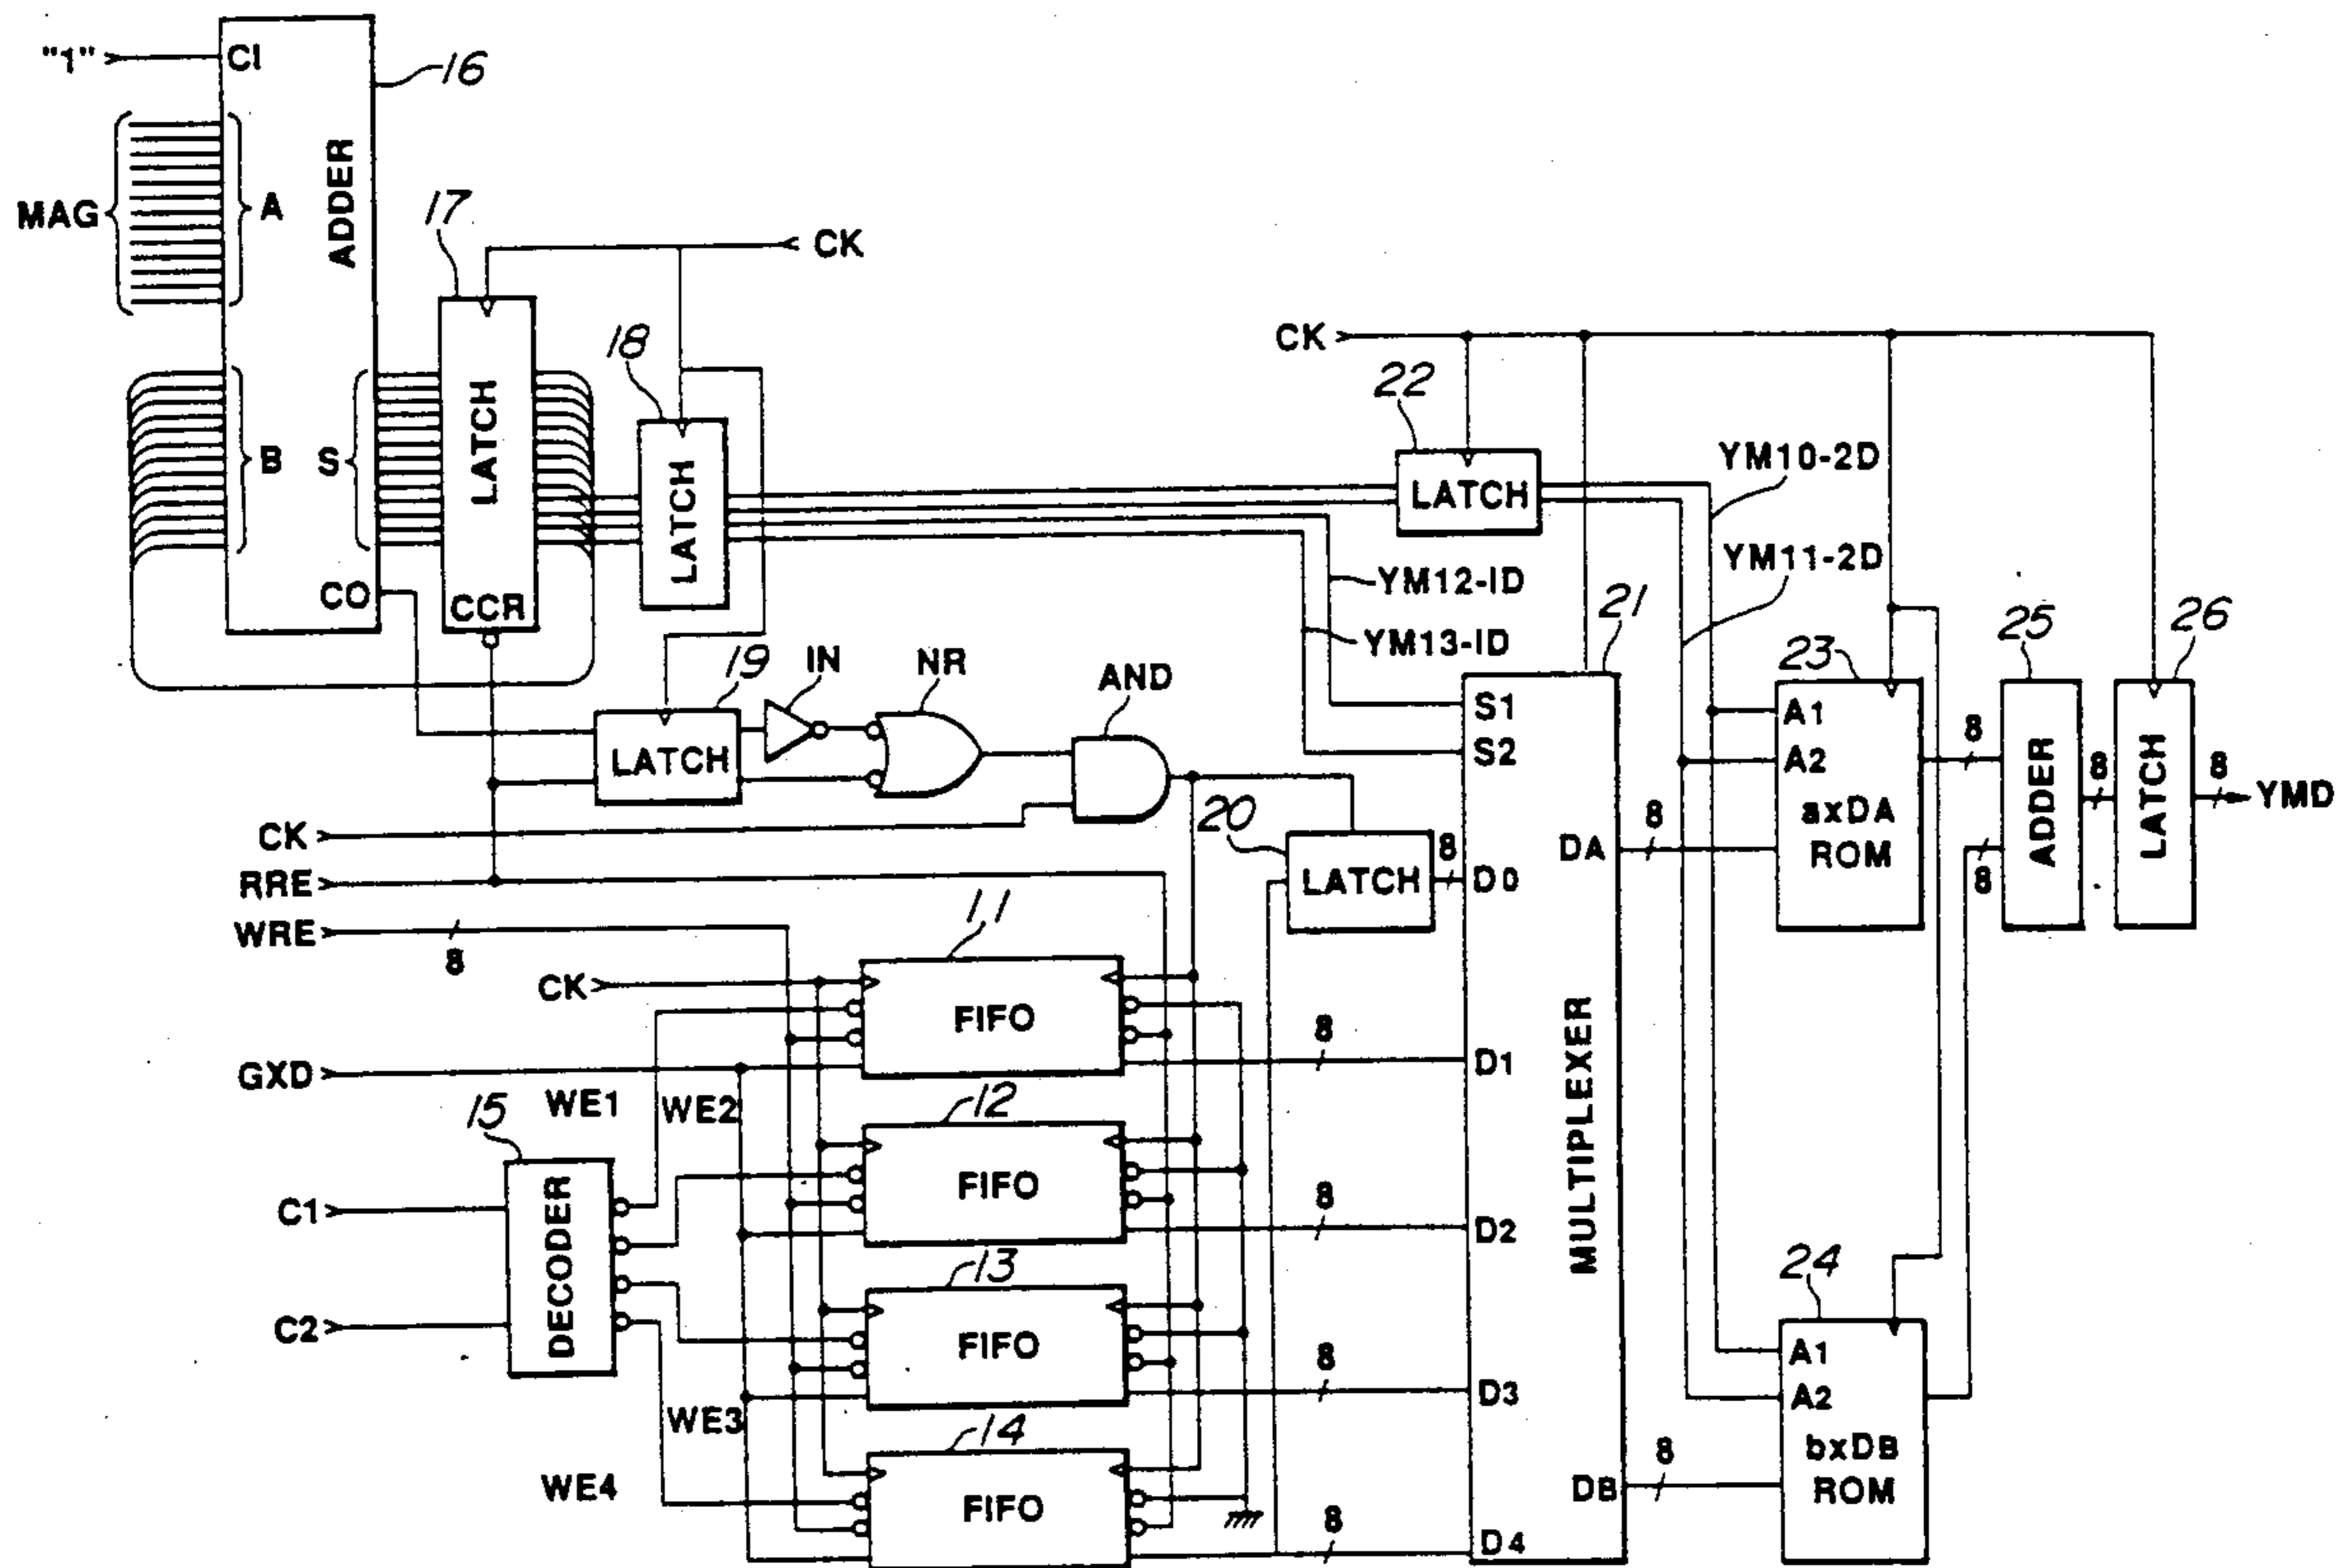 "1"
CI
16
MAG
A
ADDER
17
CK
LATCH
B
S
CO
CCR
18
LATCH
CK
22
LATCH
YM10-2D
YM11-2D
YM12-ID
YM13-ID
19
LATCH
IN
NR
AND
CK
RRE
WRE
8
20
LATCH
8
21
S1
S2
D0
D1
D2
D3
D4
DA
DB
MULTIPLEXER
8
8
23
A1
A2
axDA
ROM
8
8
25
ADDER
8
26
LATCH
8
YMD
24
A1
A2
bxDB
ROM
CK
11
FIFO
8
GXD
WE1
WE2
12
FIFO
8
15
DECODER
C1
C2
13
FIFO
8
WE3
WE4
14
FIFO
8